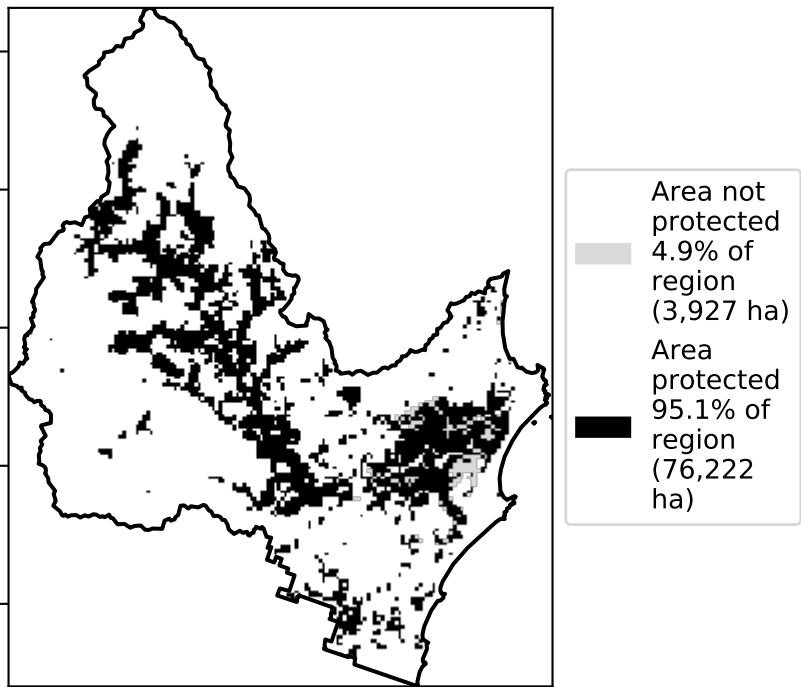 Area not
protected
4.9% of
region
(3,927 ha)
Area
protected
95.1% of
region
(76,222
ha)